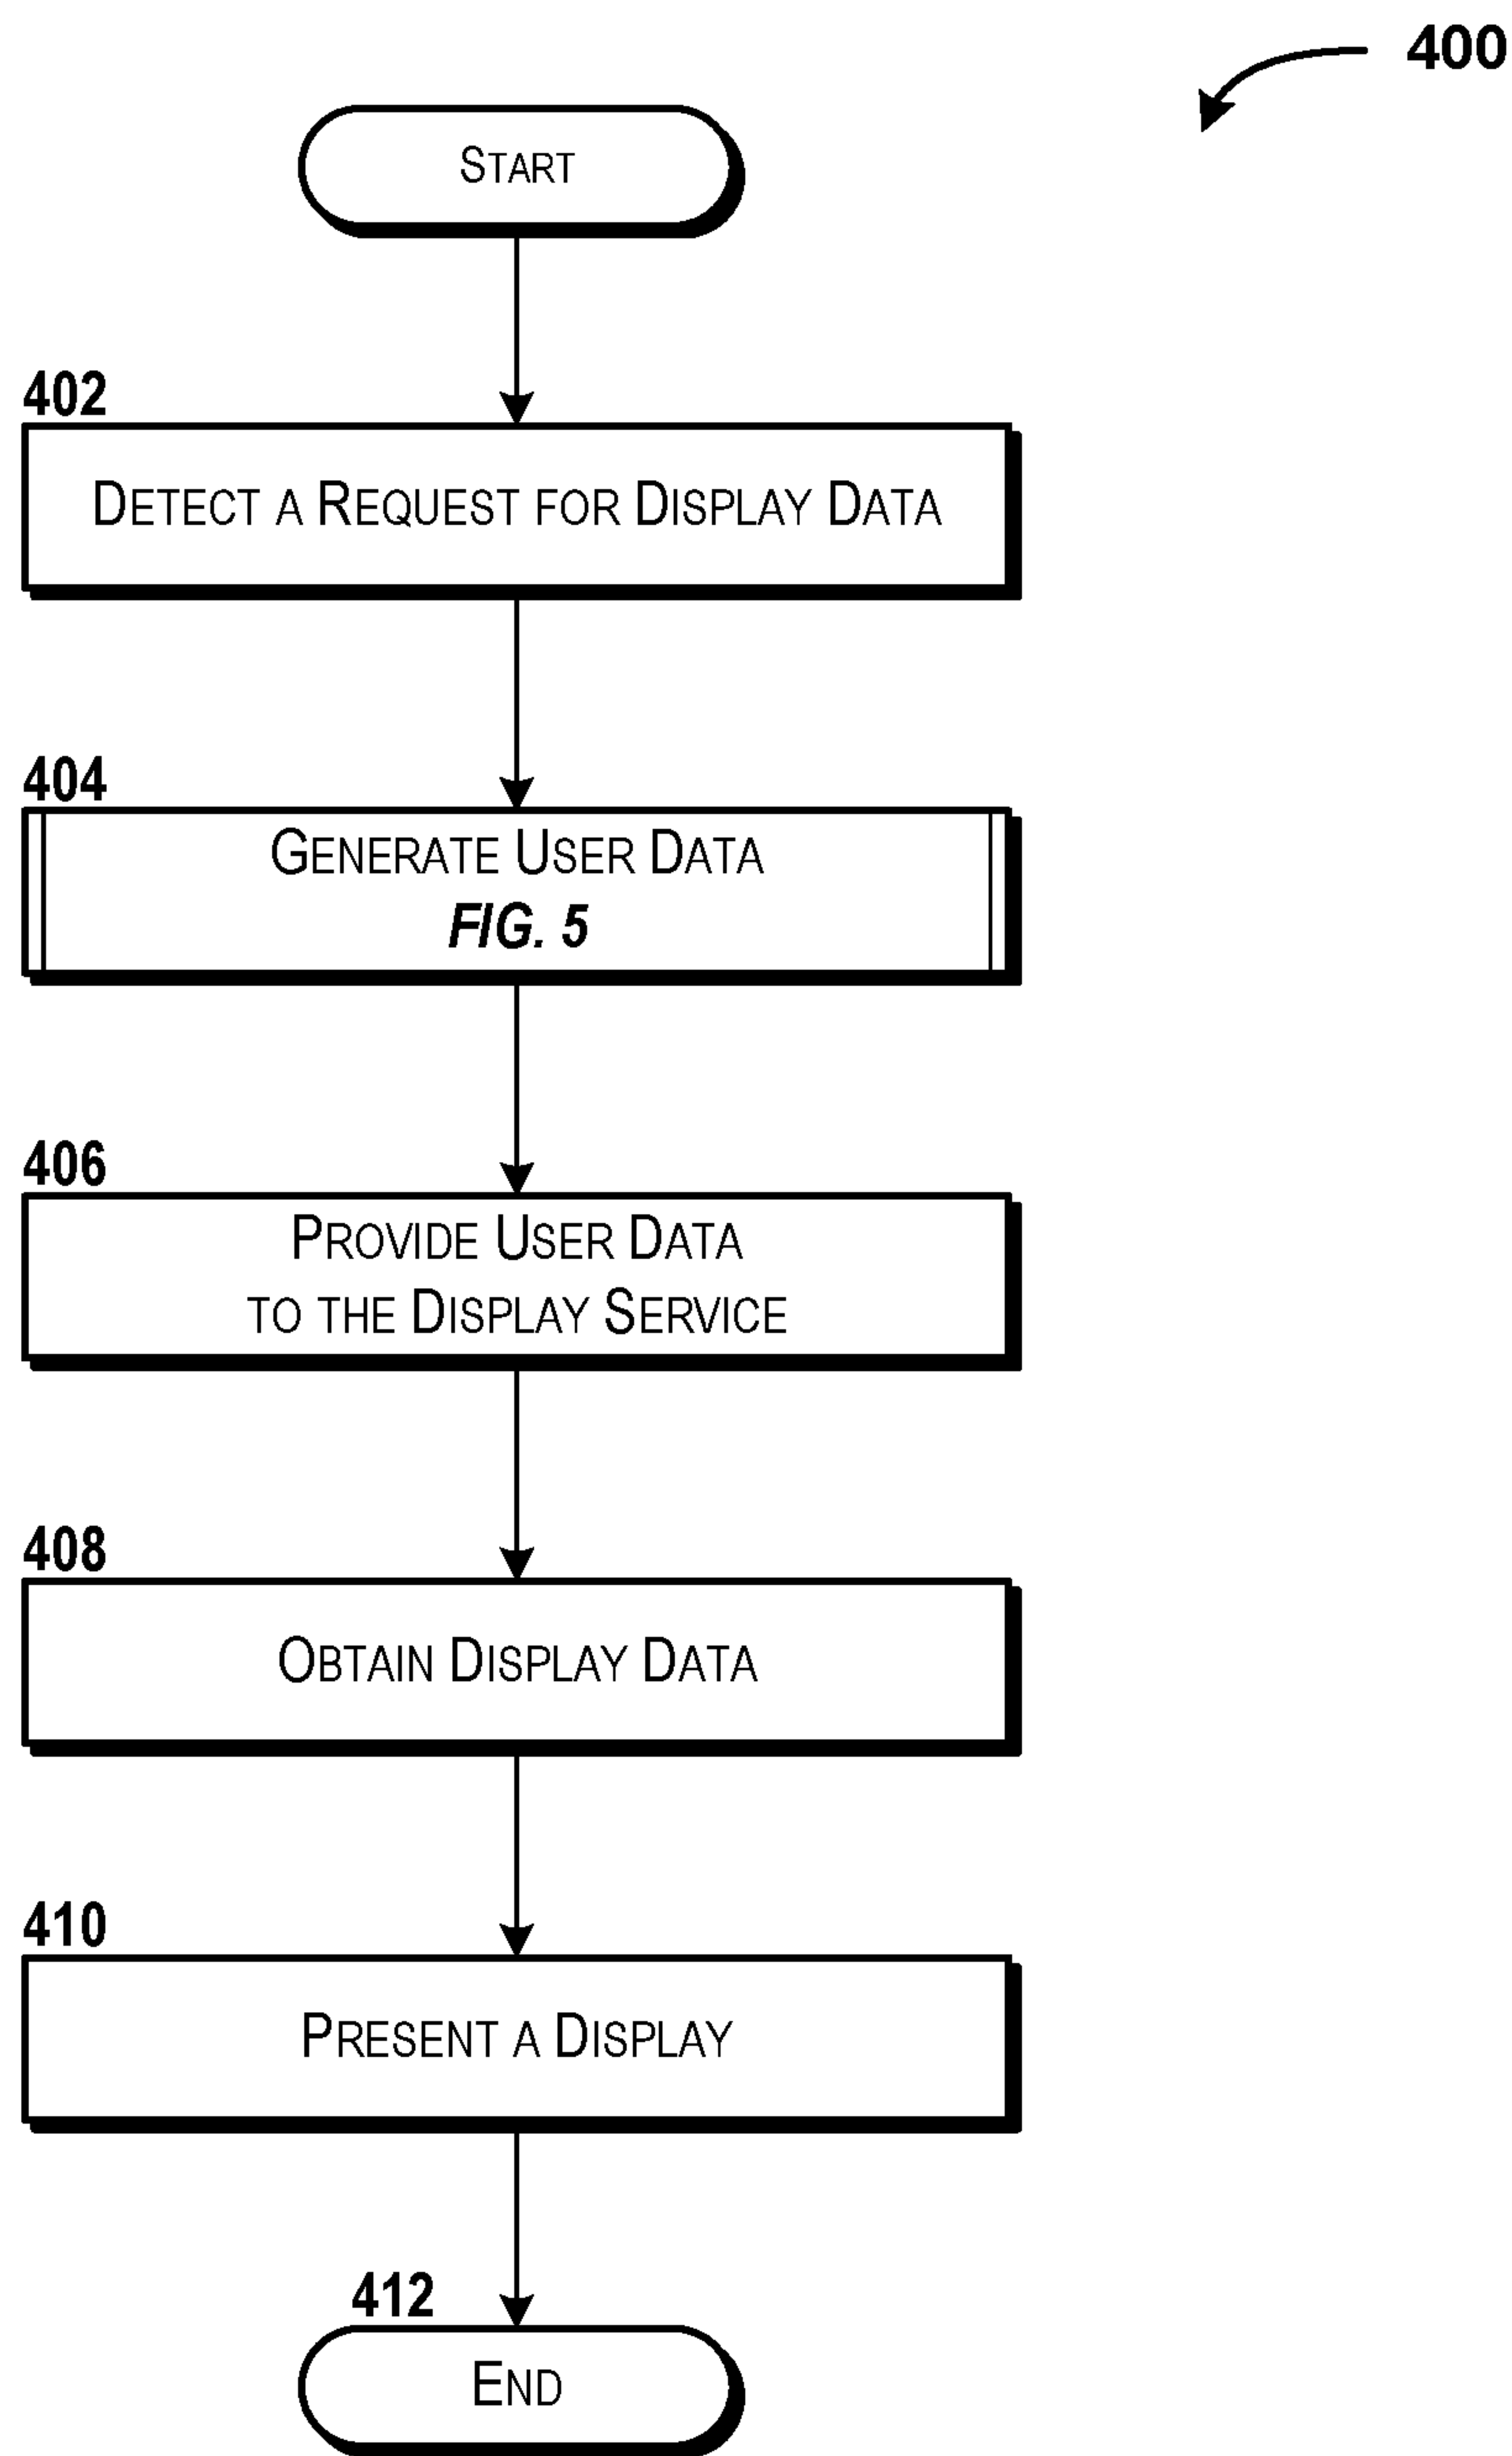 400
START
402
DETECT A REQUEST FOR DISPLAY DATA
404
GENERATE USER DATA
FIG. 5
406
PROVIDE USER DATA
TO THE DISPLAY SERVICE
408
OBTAIN DISPLAY DATA
410
PRESENT A DISPLAY
412
END